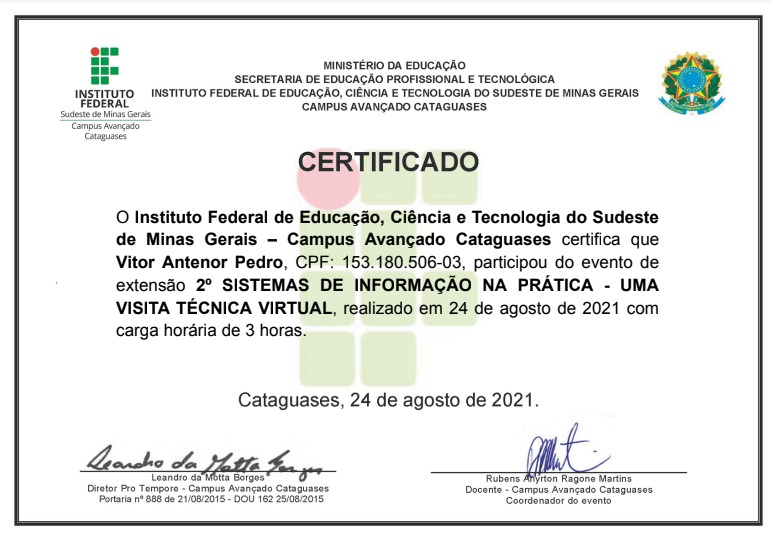 INSTITUTO
FEDERAL
Sudeste de Minas Gerais
Campus Avançado
Cataguases
MINISTÉRIO DA EDUCAÇÃO
SECRETARIA DE EDUCAÇÃO PROFISSIONAL E TECNOLÓGICA
INSTITUTO FEDERAL DE EDUCAÇÃO, CIÊNCIA E TECNOLOGIA DO SUDESTE DE MINAS GERAIS
CAMPUS AVANÇADO CATAGUASES
CERTIFICADO
O Instituto Federal de Educação, Ciência e Tecnologia do Sudeste
de Minas Gerais – Campus Avançado Cataguases certifica que
Vitor Antenor Pedro, CPF: 153.180.506-03, participou do evento de
extensão 2º SISTEMAS DE INFORMAÇÃO NA PRÁTICA - UMA
VISITA TÉCNICA VIRTUAL, realizado em 24 de agosto de 2021 com
carga horária de 3 horas.
Cataguases, 24 de agosto de 2021.
Leandro da Motta Borges
Leandro da Motta Borges
Diretor Pro Tempore - Campus Avançado Cataguases
Portaria nº 888 de 21/08/2015 - DOU 162 25/08/2015
Rubens Ahyrton Ragone Martins
Docente - Campus Avançado Cataguases
Coordenador do evento